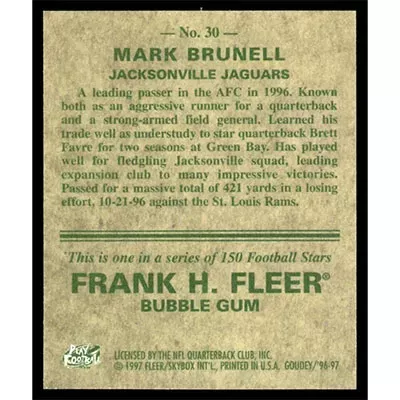 — No. 30 —
MARK BRUNELL
JACKSONVILLE JAGUARS
A leading passer in the AFC in 1996. Known
both as an aggressive runner for a quarterback
and a strong-armed field general. Learned his
trade well as understudy to star quarterback Brett
Favre for two seasons at Green Bay. Has played
well for fledgling Jacksonville squad, leading
expansion club to many impressive victories.
Passed for a massive total of 421 yards in a losing
effort, 10-21-96 against the St. Louis Rams.
This is one in a series of 150 Football Stars
FRANK H. FLEER®
BUBBLE GUM
PLAY
FOOTBALL
LICENSED BY THE NFL QUARTERBACK CLUB, INC.
© 1997 FLEER/SKYBOX INT'L., PRINTED IN U.S.A. GOUDEY/'96-97